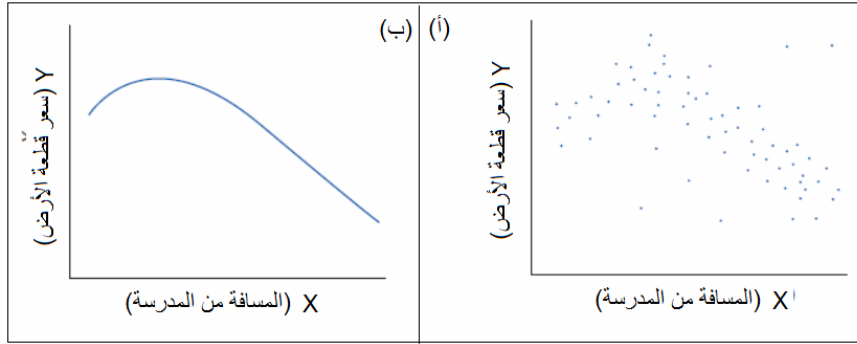 (أ)
Y (سعر قطعة الأرض)
X (المسافة من المدرسة)
(ب)
Y (سعر قطعة الأرض)
X (المسافة من المدرسة)